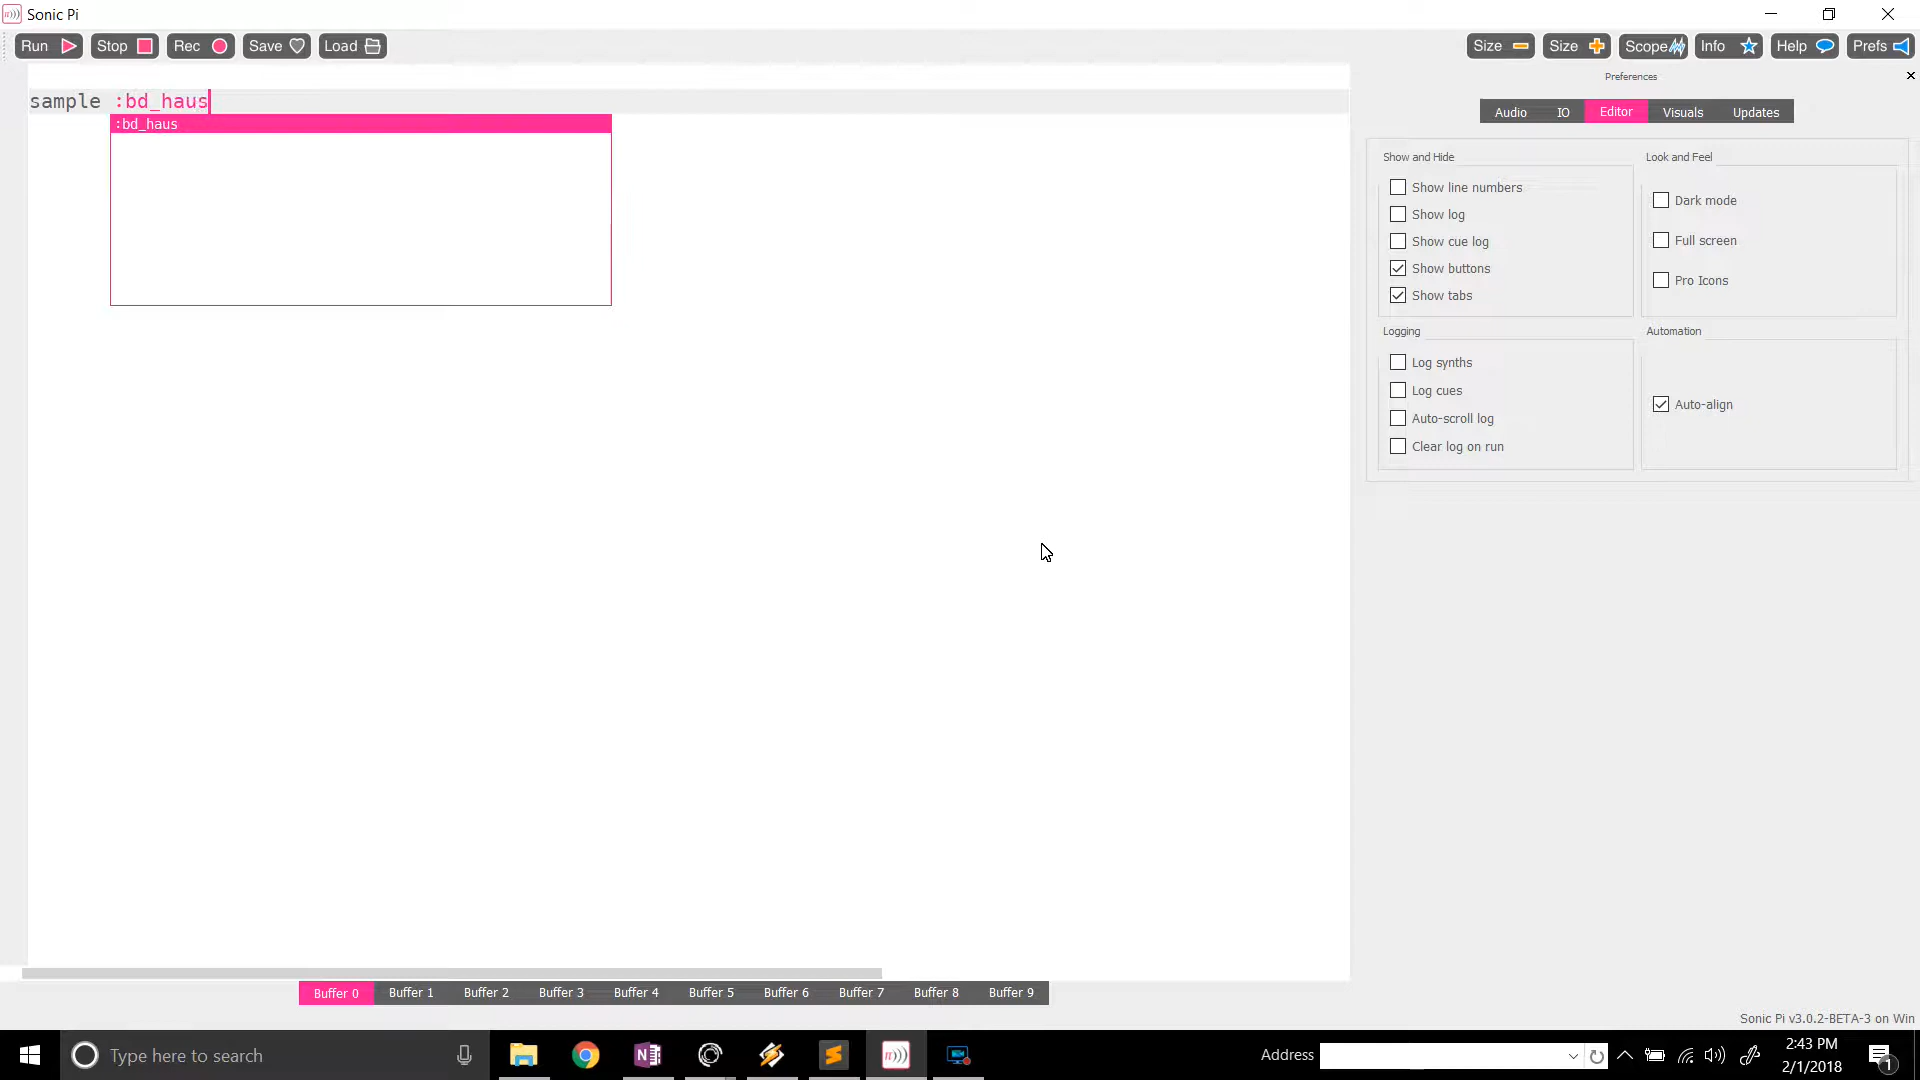 Sonic Pi
Run
Stop
Rec
Save
Load
Size
Size
Scope
Info
Help
Prefs
sample :bd_haus
:bd_haus
Preferences
Audio
IO
Editor
Visuals
Updates
Show and Hide
Show line numbers
Show log
Show cue log
Show buttons
Show tabs
Look and Feel
Dark mode
Full screen
Pro Icons
Logging
Log synths
Log cues
Auto-scroll log
Clear log on run
Automation
Auto-align
Buffer 0
Buffer 1
Buffer 2
Buffer 3
Buffer 4
Buffer 5
Buffer 6
Buffer 7
Buffer 8
Buffer 9
Sonic Pi v3.0.2-BETA-3 on Win
Type here to search
Address
2:43 PM
2/1/2018
1